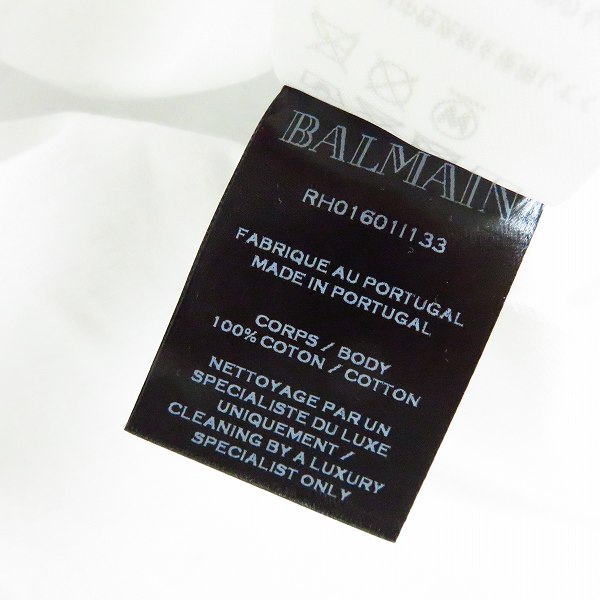 BALMAIN
RH01601I133
FABRIQUE AU PORTUGAL
MADE IN PORTUGAL
CORPS / BODY
100% COTON / COTTON
NETTOYAGE PAR UN
SPECIALISTE DU LUXE
UNIQUEMENT /
CLEANING BY A LUXURY
SPECIALIST ONLY